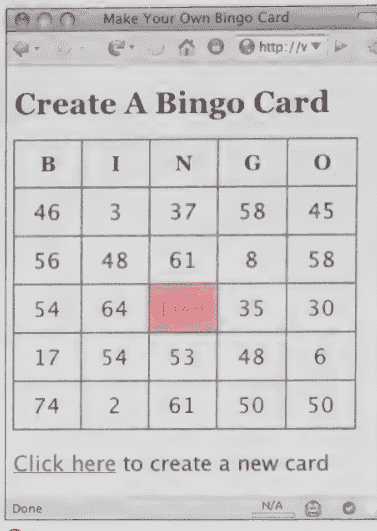 Make Your Own Bingo Card
http://v
Create A Bingo Card
B I N G O
46 3 37 58 45
56 48 61 8 58
54 64 35 30
17 54 53 48 6
74 2 61 50 50
Click here to create a new card
Done N/A